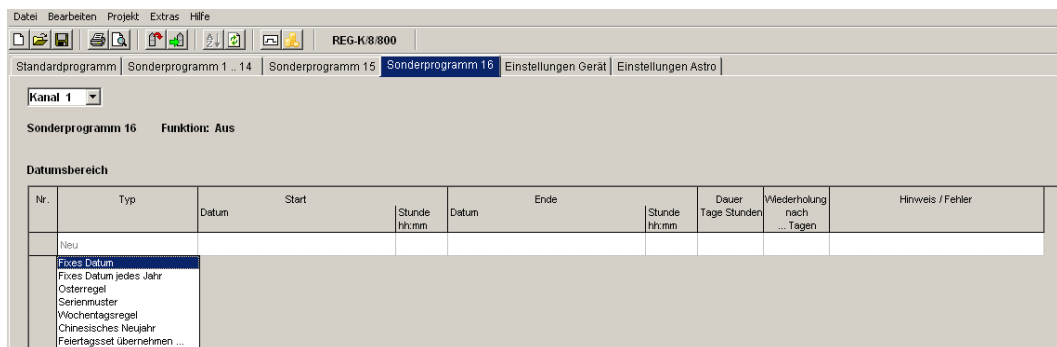 Datei Bearbeiten Projekt Extras Hilfe
REG-K/8/800
Standardprogramm Sonderprogramm 1 .. 14 Sonderprogramm 15 Sonderprogramm 16 Einstellungen Gerät Einstellungen Astro
Kanal 1
Sonderprogramm 16 Funktion: Aus
Datumsbereich
Nr. Typ Start Ende Dauer Wiederholung Hinweis / Fehler
Datum Stunde Datum Stunde Tage Stunden nach
hh:mm hh:mm ... Tagen
Neu
Fixes Datum
Fixes Datum jedes Jahr
Osterregel
Serienmuster
Wochentagsregel
Chinesisches Neujahr
Feiertagsset übernehmen ...